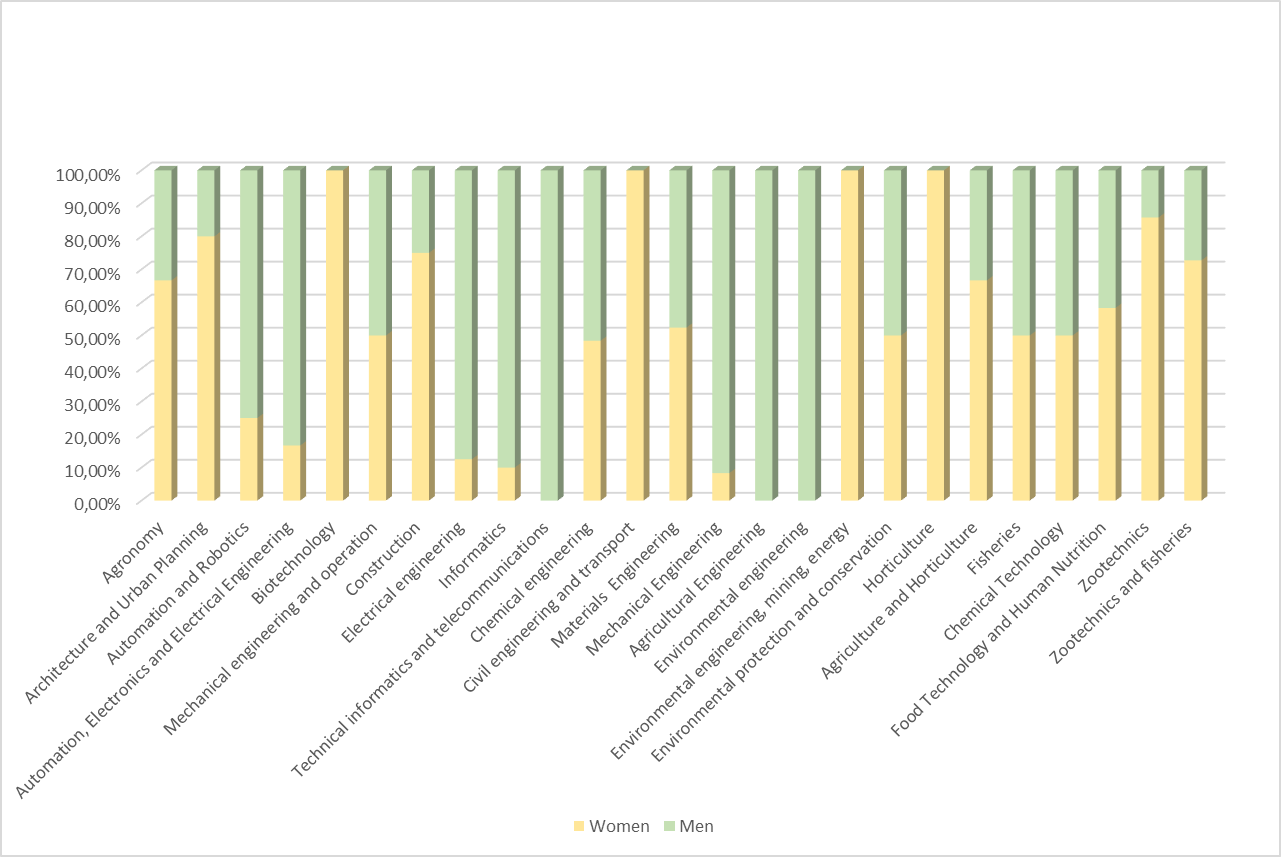 100,00%
90,00%
80,00%
70,00%
60,00%
50,00%
40,00%
30,00%
20,00%
10,00%
0,00%
Agronomy
Architecture and Urban Planning
Automation and Robotics
Automation, Electronics and Electrical Engineering
Biotechnology
Mechanical engineering and operation
Construction
Electrical engineering
Informatics
Technical informatics and telecommunications
Chemical engineering
Civil engineering and transport
Materials  Engineering
Mechanical Engineering
Agricultural Engineering
Environmental engineering
Environmental engineering, mining, energy
Environmental protection and conservation
Horticulture
Agriculture and Horticulture
Fisheries
Chemical Technology
Food Technology and Human Nutrition
Zootechnics
Zootechnics and fisheries
Women Men